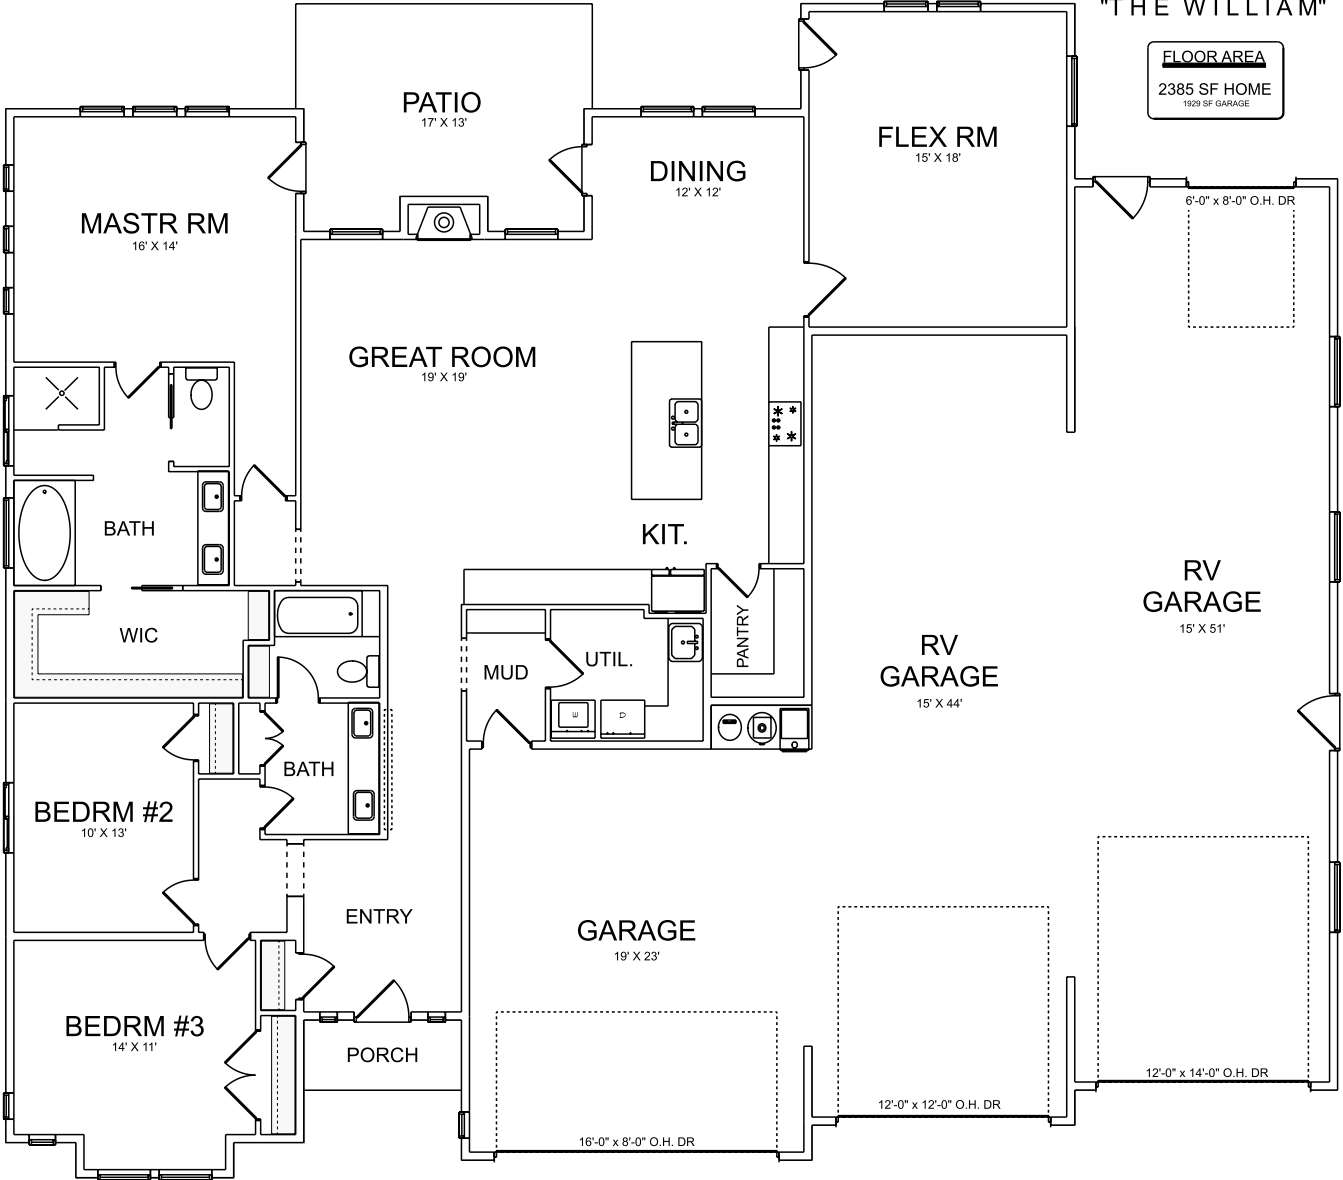 "THE WILLIAM"
FLOOR AREA
2385 SF HOME
1929 SF GARAGE
PATIO
17' X 13'
FLEX RM
15' X 18'
DINING
12' X 12'
MASTR RM
16' X 14'
6'-0" x 8'-0" O.H. DR
GREAT ROOM
19' X 19'
KIT.
BATH
RV
GARAGE
15' X 51'
WIC
PANTRY
MUD
UTIL.
RV
GARAGE
15' X 44'
W
D
BATH
BEDRM #2
10' X 13'
ENTRY
GARAGE
19' X 23'
BEDRM #3
14' X 11'
PORCH
12'-0" x 14'-0" O.H. DR
12'-0" x 12'-0" O.H. DR
16'-0" x 8'-0" O.H. DR